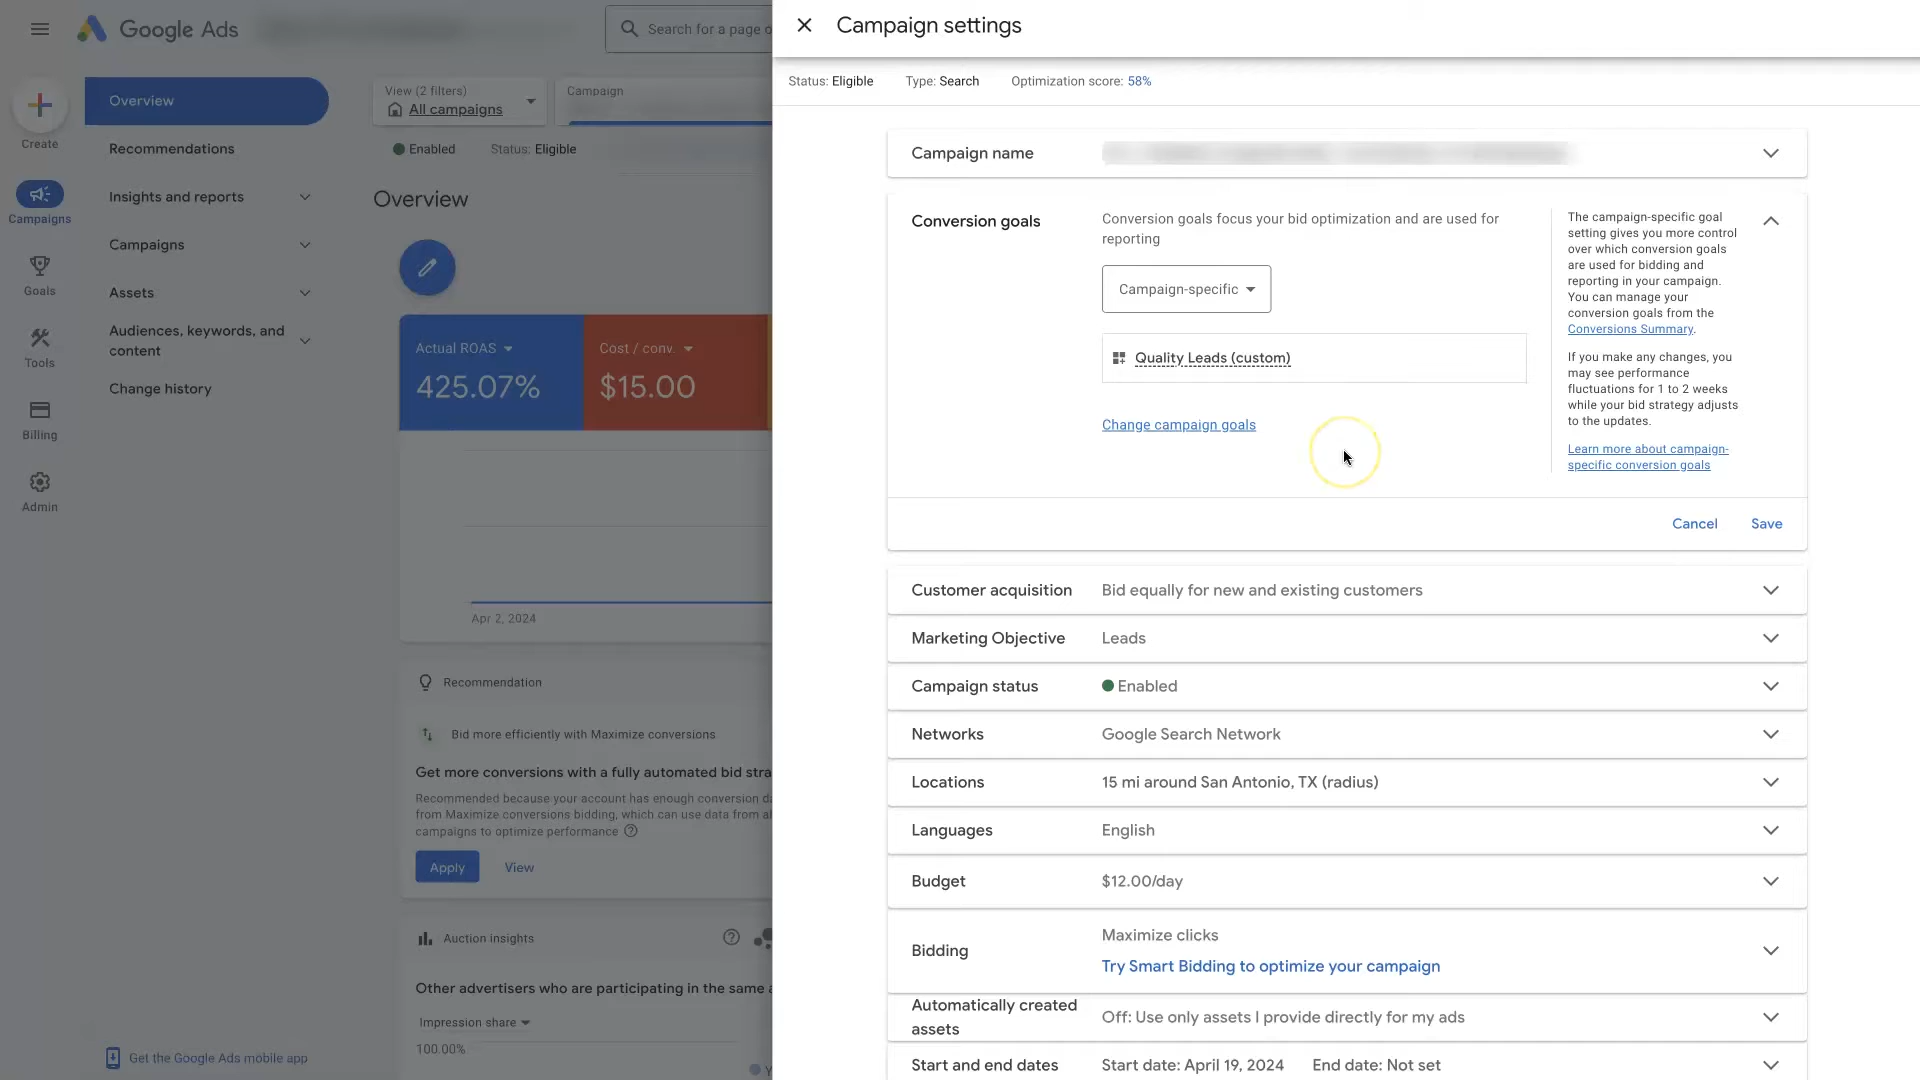 Google Ads
Search for a page o
Create
Campaigns
Goals
Tools
Billing
Admin
Overview
Recommendations
Insights and reports
Campaigns
Assets
Audiences, keywords, and
content
Change history
Get the Google Ads mobile app
View (2 filters)
All campaigns
Campaign
Enabled
Status: Eligible
Overview
Actual ROAS
425.07%
Cost / conv.
$15.00
Apr 2, 2024
Recommendation
Bid more efficiently with Maximize conversions
Get more conversions with a fully automated bid stra
Recommended because your account has enough conversion da
from Maximize conversions bidding, which can use data from al
campaigns to optimize performance
Apply
View
Auction insights
Other advertisers who are participating in the same a
Impression share
100.00%
Y
Campaign settings
Status: Eligible
Type: Search
Optimization score: 58%
Campaign name
Conversion goals
Conversion goals focus your bid optimization and are used for
reporting
Campaign-specific
Quality Leads (custom)
Change campaign goals
The campaign-specific goal
setting gives you more control
over which conversion goals
are used for bidding and
reporting in your campaign.
You can manage your
conversion goals from the
Conversions Summary.
If you make any changes, you
may see performance
fluctuations for 1 to 2 weeks
while your bid strategy adjusts
to the updates.
Learn more about campaign-
specific conversion goals
Cancel
Save
Customer acquisition
Bid equally for new and existing customers
Marketing Objective
Leads
Campaign status
Enabled
Networks
Google Search Network
Locations
15 mi around San Antonio, TX (radius)
Languages
English
Budget
$12.00/day
Bidding
Maximize clicks
Try Smart Bidding to optimize your campaign
Automatically created
assets
Off: Use only assets I provide directly for my ads
Start and end dates
Start date: April 19, 2024
End date: Not set